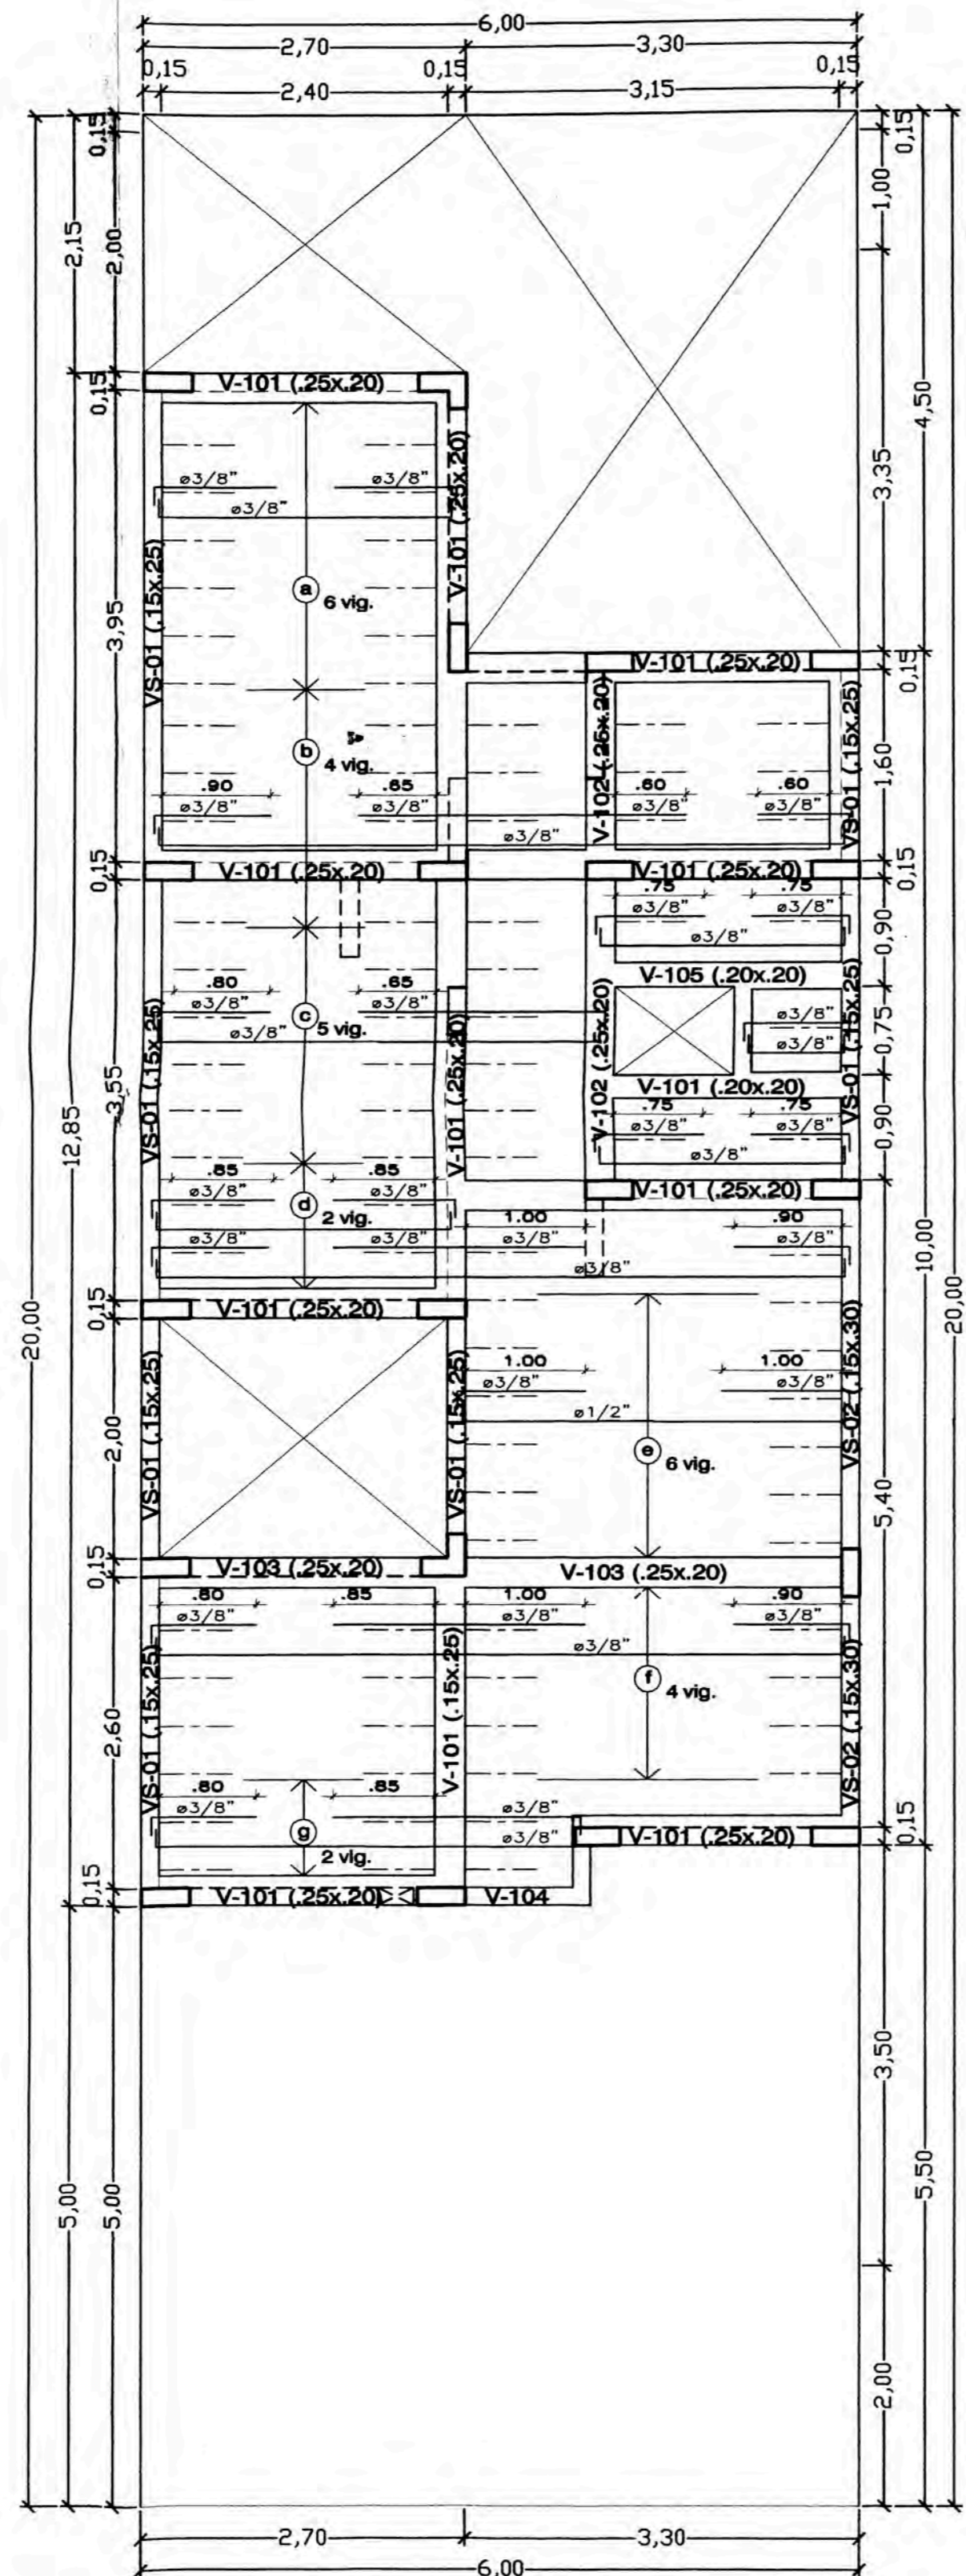 6,00
2,70
3,30
0,15
0,15
0,15
2,40
3,15
0,15
0,15
2,15
2,00
1,00
4,50
3,35
0,15
V-101 (.25x.20)
ø3/8"
ø3/8"
ø3/8"
V-101 (.25x.20)
VS-01 (.15x.25)
a
6 vig.
3,95
V-101 (.25x.20)
0,15
V-102 (.25x.20)
VS-01 (.15x.25)
1,60
b
4 vig.
.90
.65
.60
.60
ø3/8"
ø3/8"
ø3/8"
ø3/8"
ø3/8"
0,15
V-101 (.25x.20)
V-101 (.25x.20)
0,15
.75
.75
ø3/8"
ø3/8"
ø3/8"
0,90
V-105 (.20x.20)
.80
.65
ø3/8"
ø3/8"
c
5 vig.
ø3/8"
VS-01 (.15x.25)
V-101 (.25x.20)
V-102 (.25x.20)
VS-01 (.15x.25)
ø3/8"
ø3/8"
0,75
3,55
12,85
V-101 (.20x.20)
.75
.75
ø3/8"
ø3/8"
ø3/8"
0,90
.85
.85
ø3/8"
ø3/8"
d
2 vig.
V-101 (.25x.20)
1.00
.90
ø3/8"
ø3/8"
ø3/8"
ø3/8"
ø3/8"
10,00
0,15
V-101 (.25x.20)
20,00
20,00
1.00
1.00
ø3/8"
ø3/8"
ø1/2"
VS-01 (.15x.25)
VS-01 (.15x.25)
VS-02 (.15x.30)
2,00
e
6 vig.
5,40
0,15
V-103 (.25x.20)
V-103 (.25x.20)
.80
.85
1.00
.90
ø3/8"
ø3/8"
ø3/8"
ø3/8"
VS-01 (.15x.25)
V-101 (.15x.25)
VS-02 (.15x.30)
f
4 vig.
2,60
.80
.85
ø3/8"
ø3/8"
ø3/8"
g
2 vig.
V-101 (.25x.20)
0,15
0,15
V-101 (.25x.20)
V-104
3,50
5,00
5,00
5,50
2,00
2,70
3,30
6,00